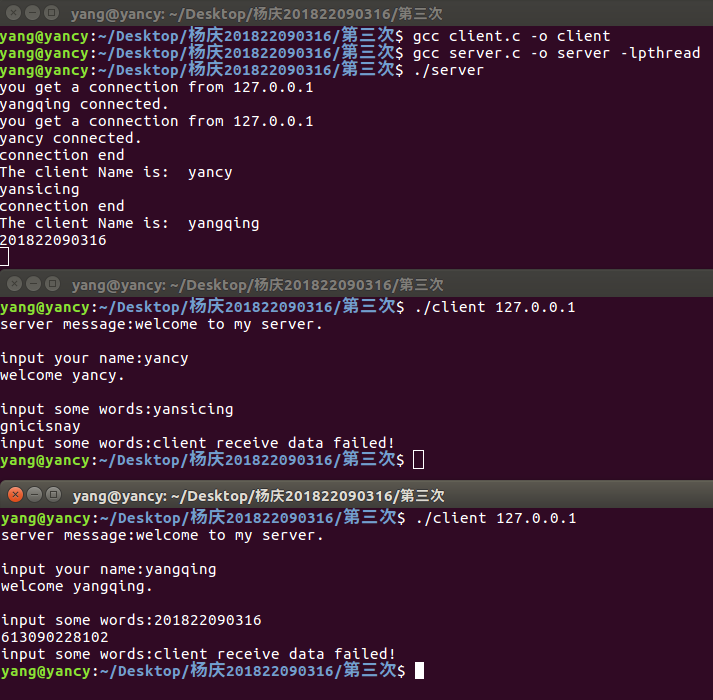 yang@yancy: ~/Desktop/杨庆201822090316/第三次
yang@yancy:~/Desktop/杨庆201822090316/第三次$ gcc client.c -o client
yang@yancy:~/Desktop/杨庆201822090316/第三次$ gcc server.c -o server -lpthread
yang@yancy:~/Desktop/杨庆201822090316/第三次$ ./server
you get a connection from 127.0.0.1
yangqing connected.
you get a connection from 127.0.0.1
yancy connected.
connection end
The client Name is:  yancy
yansicing
connection end
The client Name is:  yangqing
201822090316
yang@yancy: ~/Desktop/杨庆201822090316/第三次
yang@yancy:~/Desktop/杨庆201822090316/第三次$ ./client 127.0.0.1
server message:welcome to my server.
input your name:yancy
welcome yancy.
input some words:yansicing
gnicisnay
input some words:client receive data failed!
yang@yancy:~/Desktop/杨庆201822090316/第三次$
yang@yancy: ~/Desktop/杨庆201822090316/第三次
yang@yancy:~/Desktop/杨庆201822090316/第三次$ ./client 127.0.0.1
server message:welcome to my server.
input your name:yangqing
welcome yangqing.
input some words:201822090316
613090228102
input some words:client receive data failed!
yang@yancy:~/Desktop/杨庆201822090316/第三次$